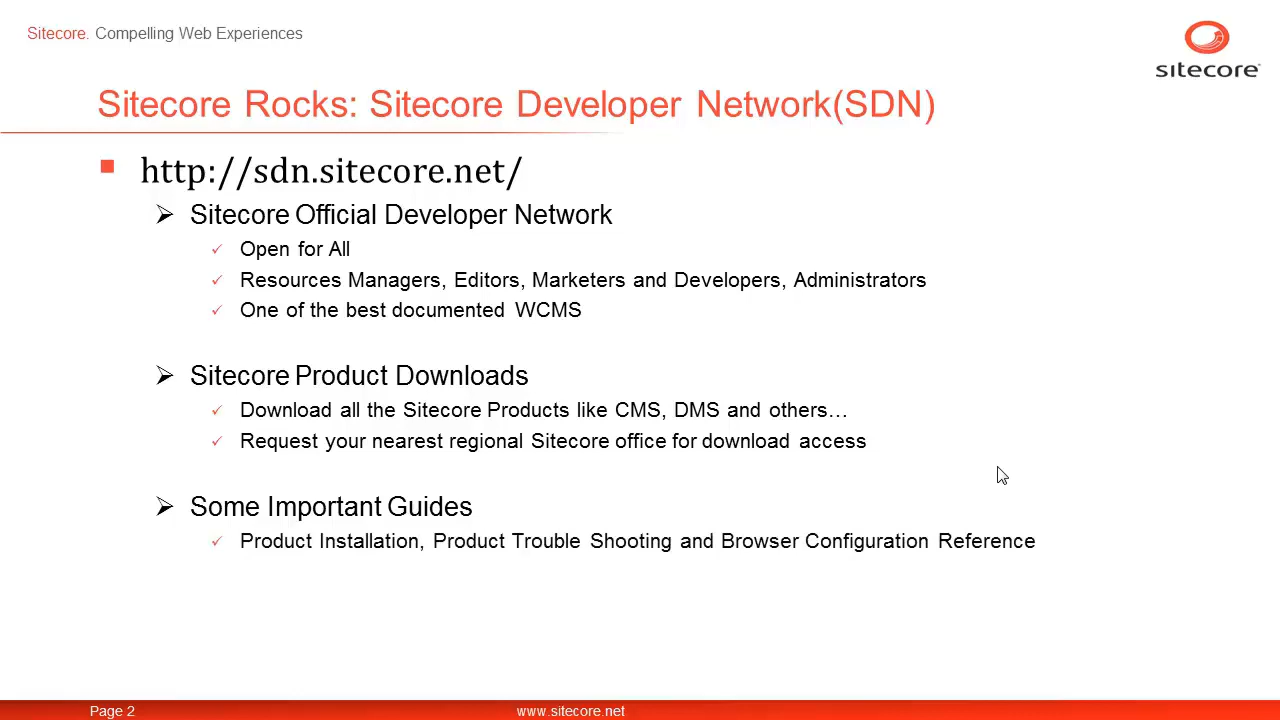 Sitecore. Compelling Web Experiences
sitecore
Sitecore Rocks: Sitecore Developer Network(SDN)
http://sdn.sitecore.net/
Sitecore Official Developer Network
Open for All
Resources Managers, Editors, Marketers and Developers, Administrators
One of the best documented WCMS
Sitecore Product Downloads
Download all the Sitecore Products like CMS, DMS and others…
Request your nearest regional Sitecore office for download access
Some Important Guides
Product Installation, Product Trouble Shooting and Browser Configuration Reference
Page 2
www.sitecore.net